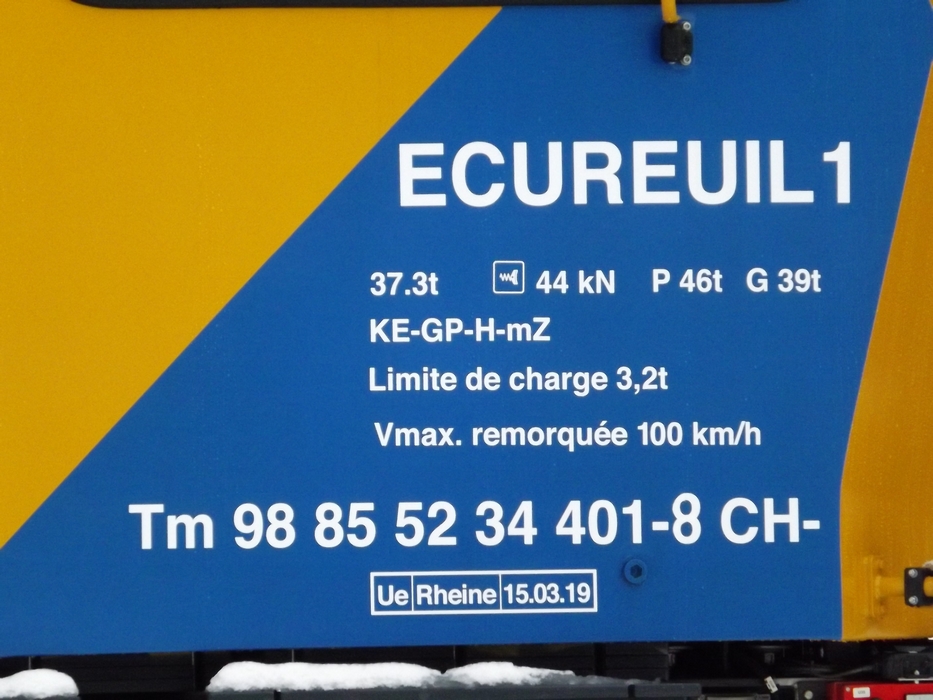 ECUREUIL1
37.3t 44 kN P 46t G 39t
KE-GP-H-mZ
Limite de charge 3,2t
Vmax. remorquée 100 km/h
Tm 98 85 52 34 401-8 CH-
Ue Rheine 15.03.19